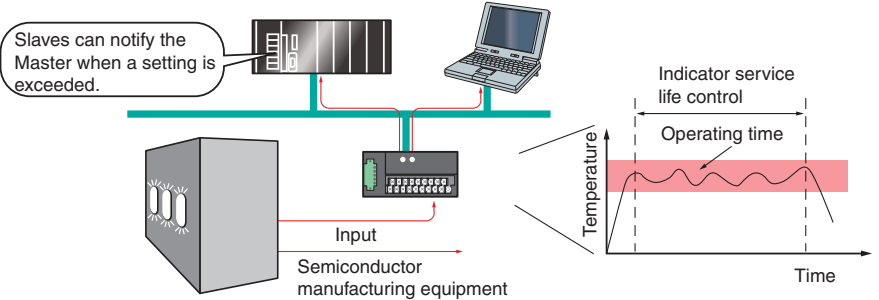 Slaves can notify the
Master when a setting is
exceeded.
Indicator service
life control
Operating time
Temperature
Time
Input
Semiconductor
manufacturing equipment